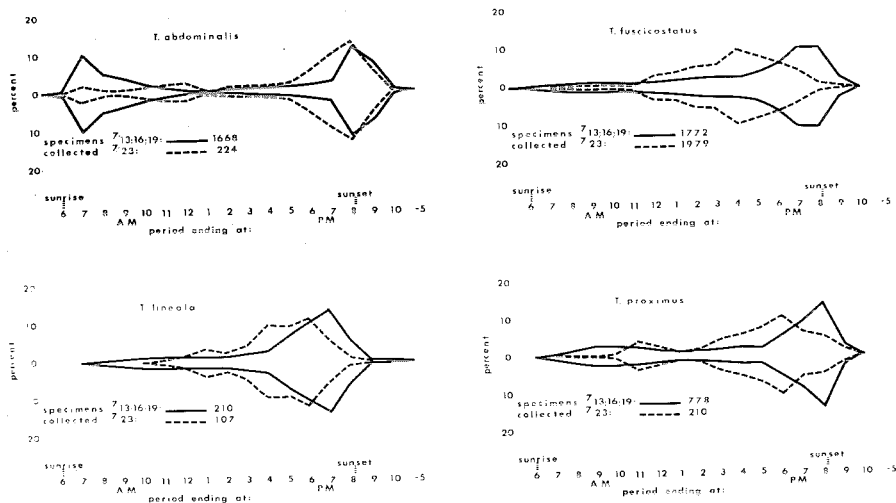 20
T. abdominalis
10
percent
0
10
specimens 7/13;16;19: 1668
collected 7/23: 224
20
sunrise sunset
6 7 8 9 10 11 12 1 2 3 4 5 6 7 8 9 10 -5
A M PM
period ending at:
20
T. fuscicostatus
10
percent
0
10
specimens 7/13;16;19: 1772
collected 7/23: 1979
20
sunrise sunset
6 7 8 9 10 11 12 1 2 3 4 5 6 7 8 9 10 -5
A M PM
period ending at:
20
T. lineola
10
percent
0
specimens 7/13;16;19: 210
collected 7/23: 107
20
sunrise sunset
6 7 8 9 10 11 12 1 2 3 4 5 6 7 8 9 10 -5
A M PM
period ending at:
20
T. proximus
10
percent
0
10
specimens 7/13;16;19: 778
collected 7/23: 210
20
sunrise sunset
6 7 8 9 10 11 12 1 2 3 4 5 6 7 8 9 10 -5
A M PM
period ending at: